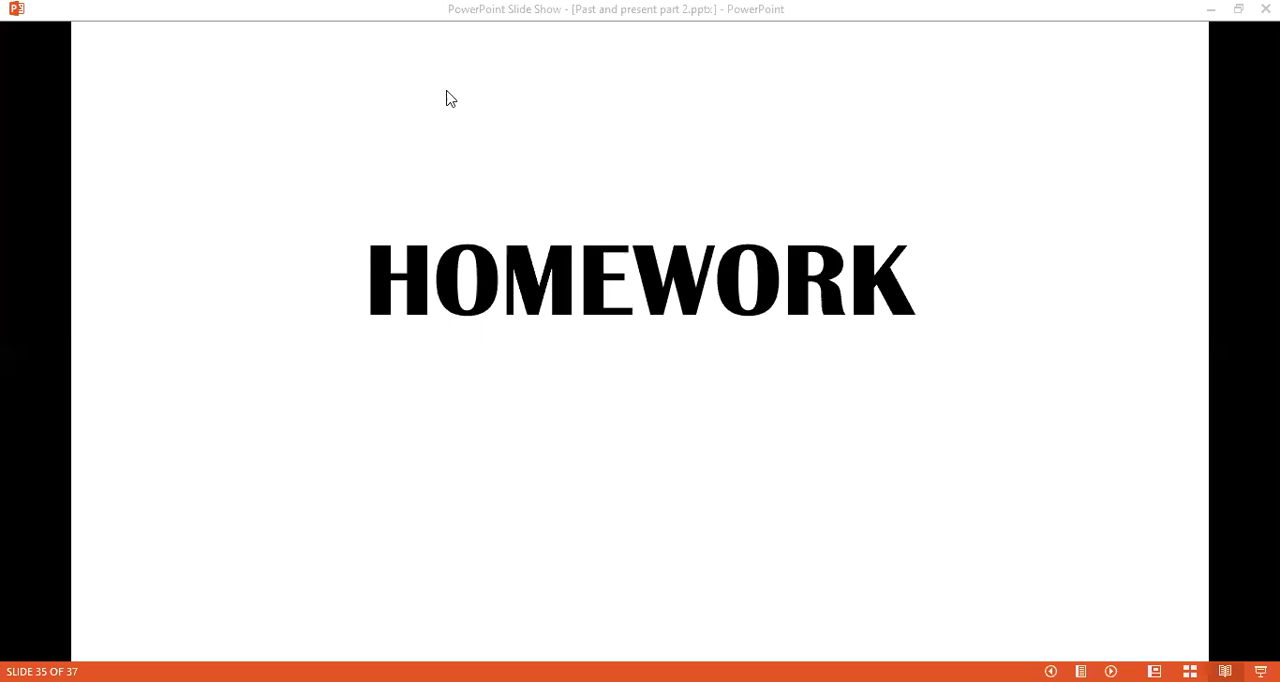 PowerPoint Slide Show - [Past and present part 2.pptx] - PowerPoint
HOMEWORK
SLIDE 35 OF 37